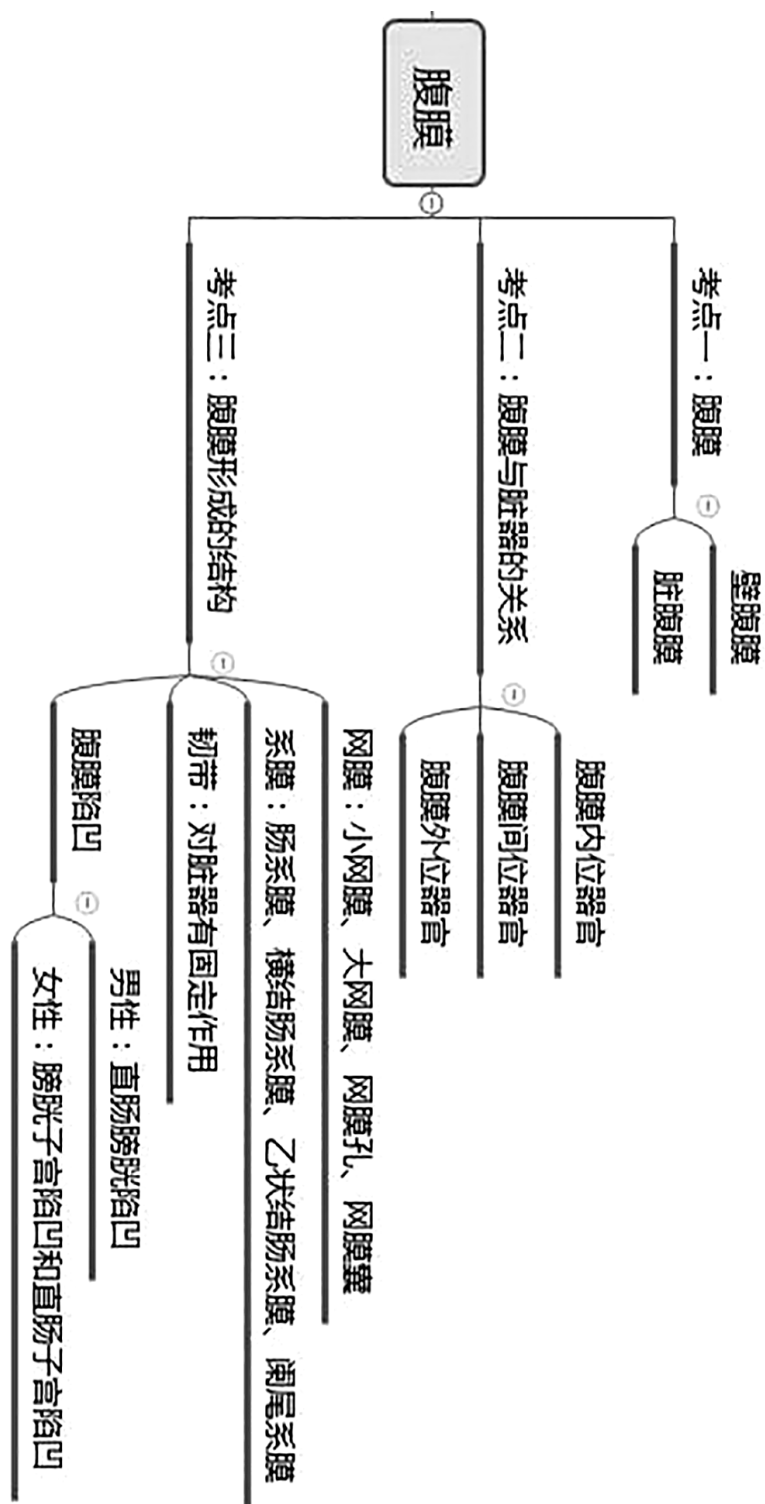 腹膜
考点一：腹膜
壁腹膜
脏腹膜
考点二：腹膜与脏器的关系
腹膜内位器官
腹膜间位器官
腹膜外位器官
考点三：腹膜形成的结构
网膜：小网膜、大网膜、网膜孔、网膜囊
系膜：肠系膜、横结肠系膜、乙状结肠系膜、阑尾系膜
韧带：对脏器有固定作用
腹膜陷凹
男性：直肠膀胱陷凹
女性：膀胱子宫陷凹和直肠子宫陷凹